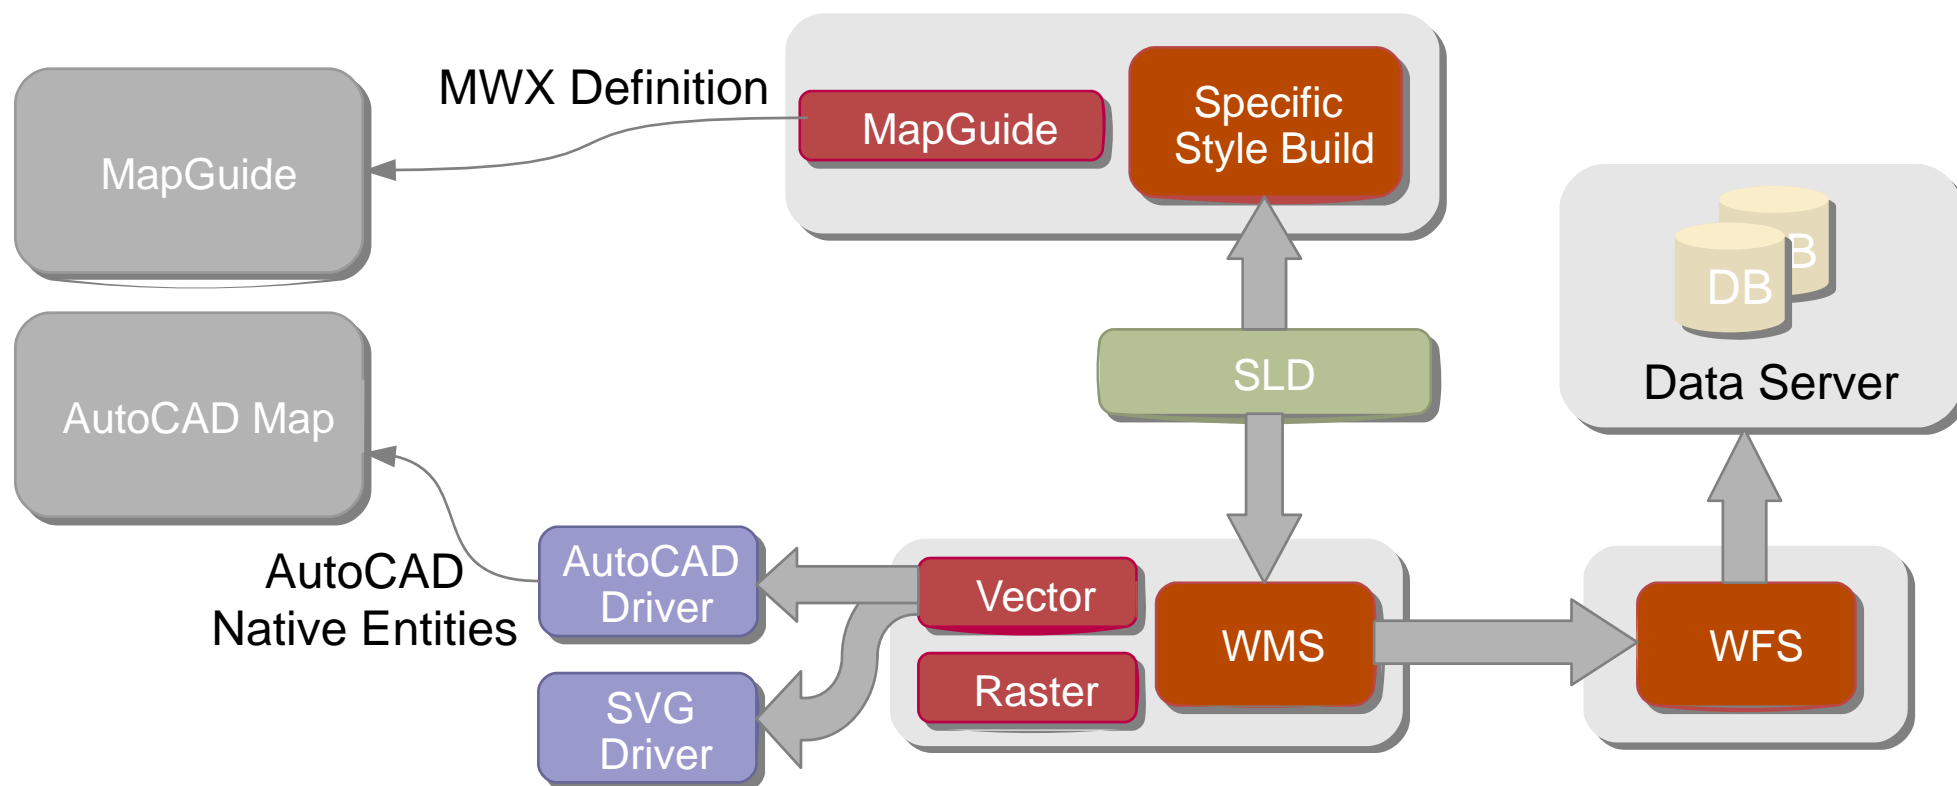 MWX Definition
MapGuide
Specific
Style Build
MapGuide
DB
B
Data Server
SLD
AutoCAD Map
AutoCAD
Native Entities
AutoCAD
Driver
SVG
Driver
Vector
Raster
WMS
WFS